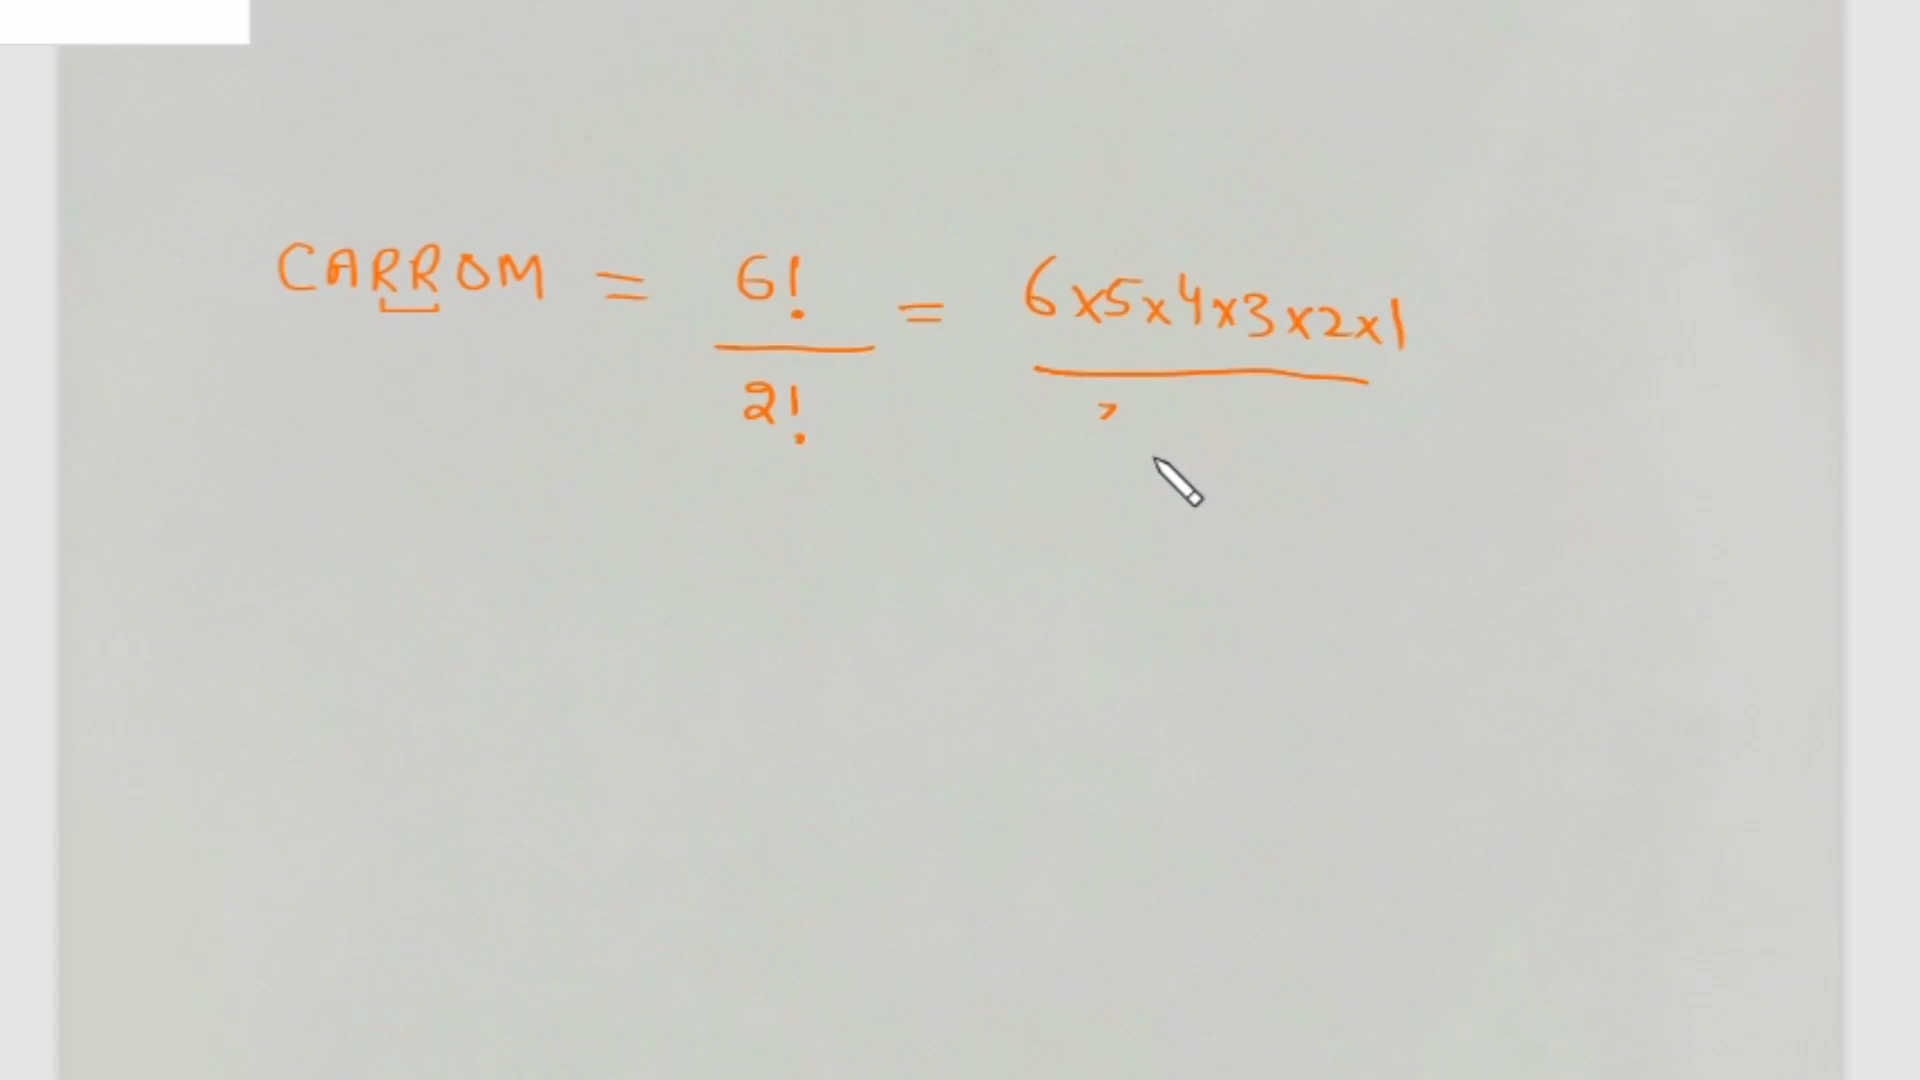 CARROM = 6! / 2! = 6x5x4x3x2x1